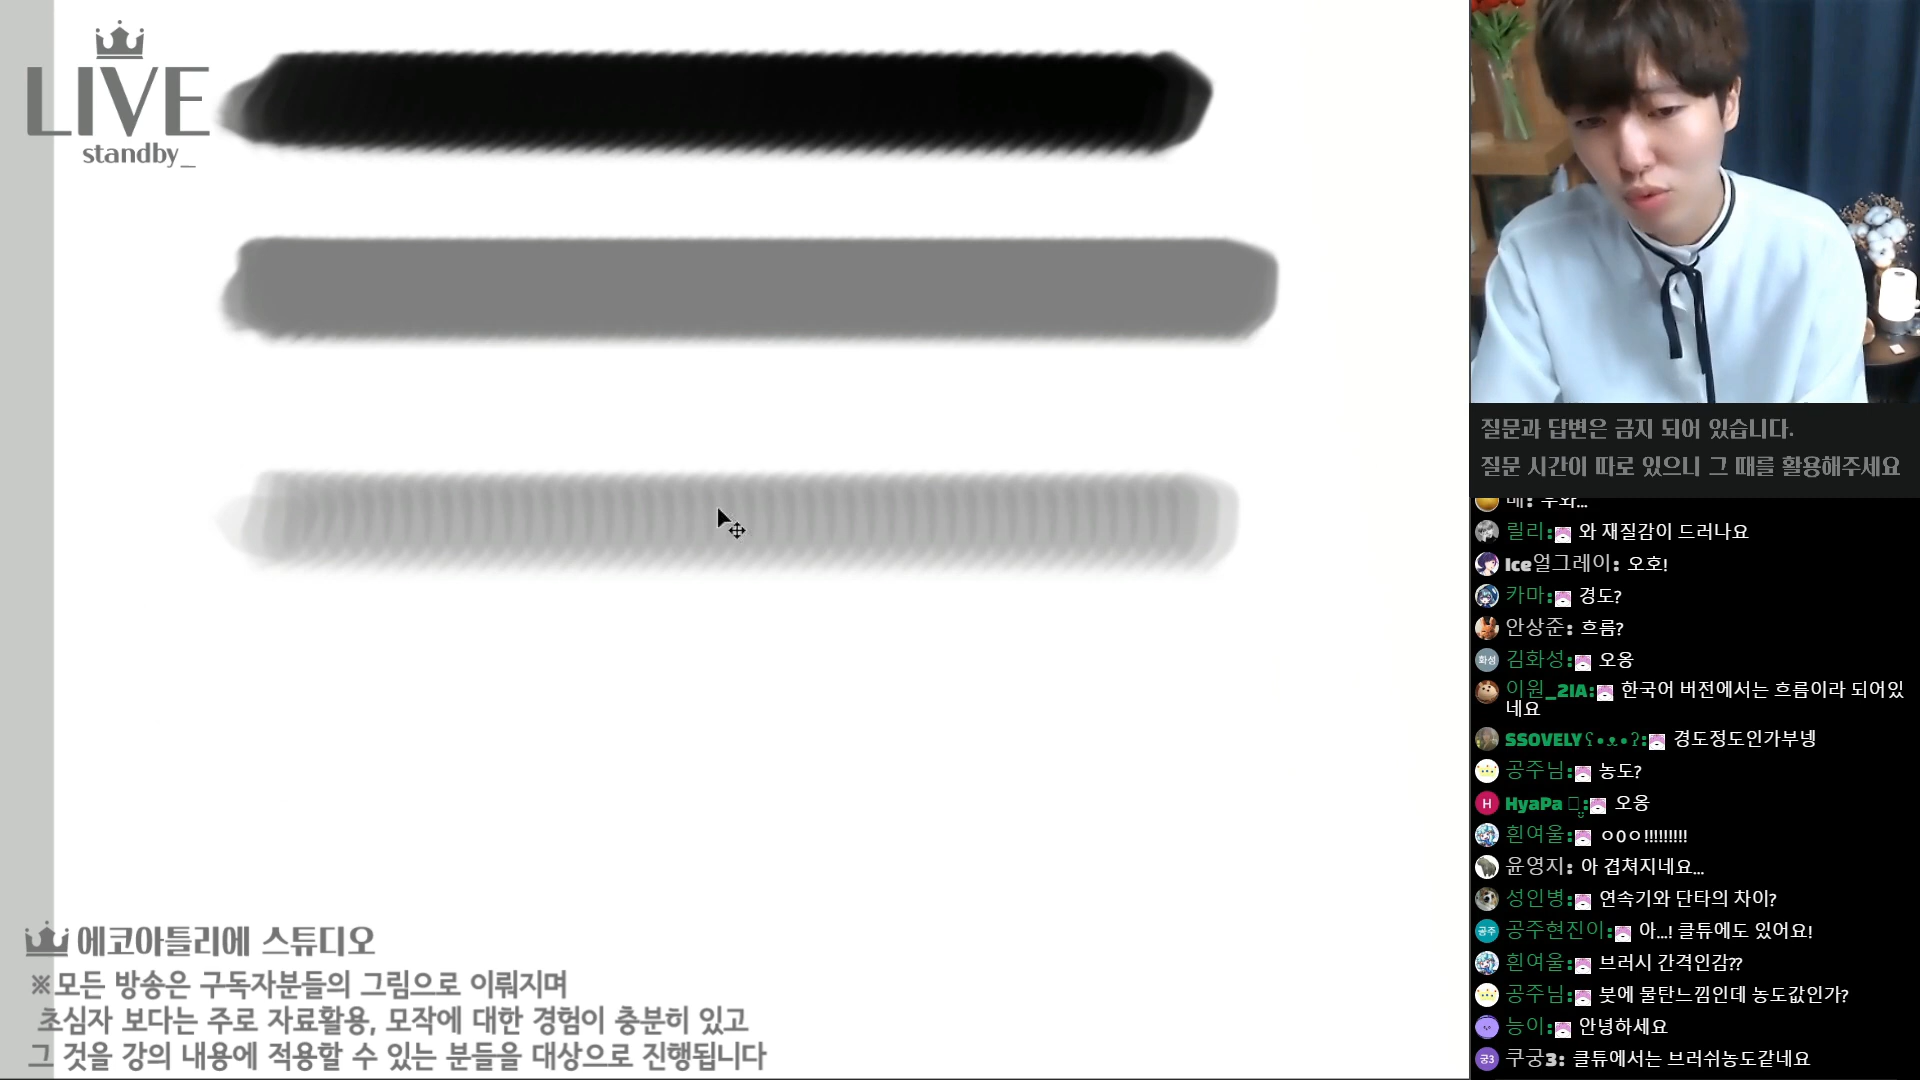 LIVE
standby_
에코아틀리에 스튜디오
※모든 방송은 구독자분들의 그림으로 이뤄지며
초심자 보다는 주로 자료활용, 모작에 대한 경험이 충분히 있고
그 것을 강의 내용에 적용할 수 있는 분들을 대상으로 진행됩니다
질문과 답변은 금지 되어 있습니다.
질문 시간이 따로 있으니 그 때를 활용해주세요
릴리: 와 재질감이 드러나요
Ice얼그레이: 오호!
카마: 경도?
안상준: 흐름?
화성 김화성: 오옹
이원_2IA: 한국어 버전에서는 흐름이라 되어있
네요
SSOVELYʕ•ᴥ•ʔ: 경도정도인가부넹
공주님: 농도?
H HyaPa : 오옹
흰여울: ㅇ0ㅇ!!!!!!!!!
윤영지: 아 겹쳐지네요...
성인병: 연속기와 단타의 차이?
공주 공주현진이: 아...! 클튜에도 있어요!
흰여울: 브러시 간격인감??
공주님: 붓에 물탄느낌인데 농도값인가?
능이: 안녕하세요
궁3 쿠궁3: 클튜에서는 브러쉬농도같네요